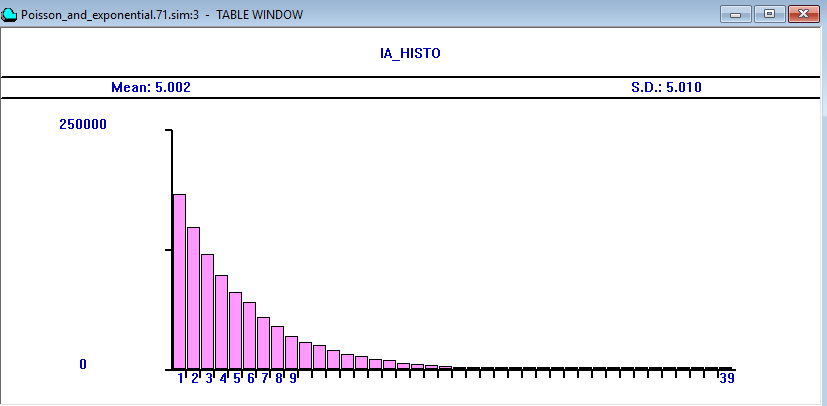 Poisson_and_exponential.71.sim:3 - TABLE WINDOW
IA_HISTO
Mean: 5.002 S.D.: 5.010
250000
0
1 2 3 4 5 6 7 8 9 39